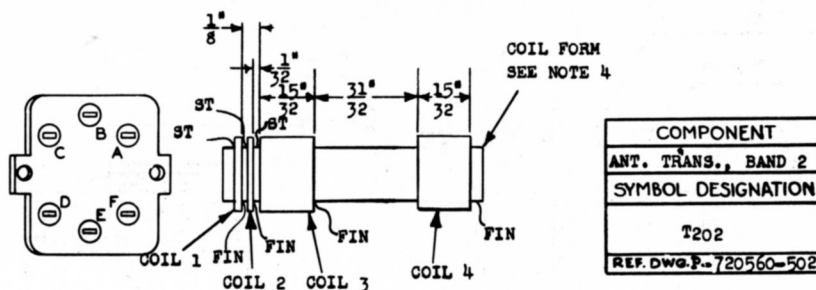 1"
8
1"
32
15"
32
31"
32
15"
32
COIL FORM
SEE NOTE 4
ST
ST
ST
B
C
A
D
E
F
FIN
FIN
FIN
FIN
COIL 1
COIL 2
COIL 3
COIL 4
COMPONENT
ANT. TRANS., BAND 2
SYMBOL DESIGNATION
T202
REF. DWG.P.-720560-502